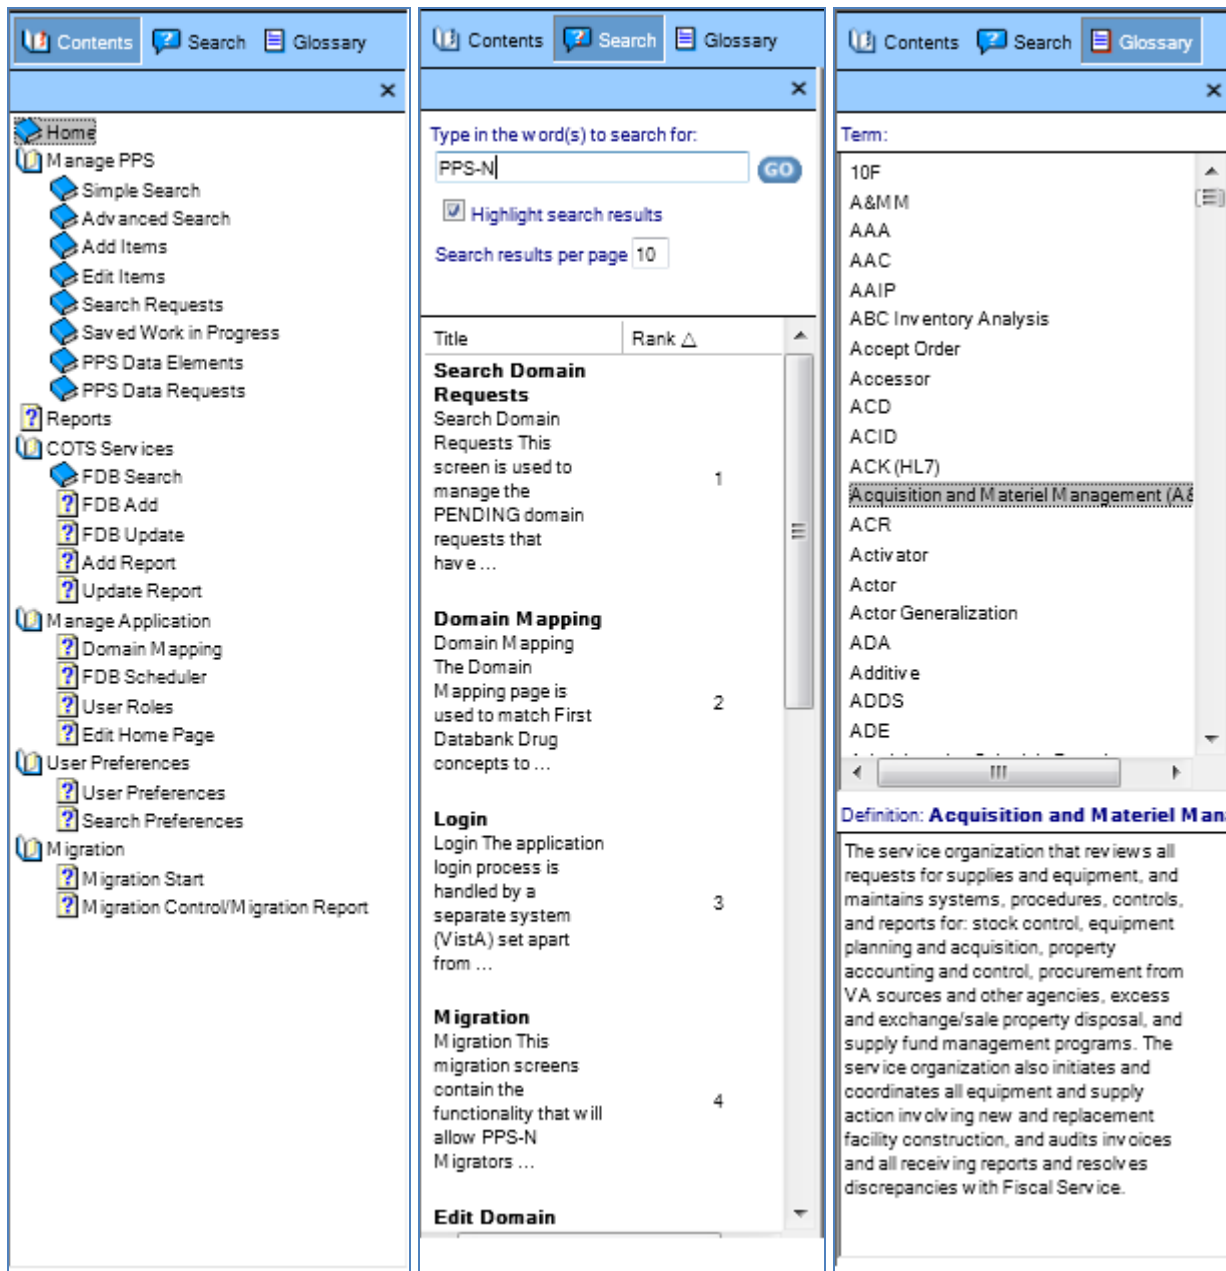 Contents Search Glossary
Home
Manage PPS
Simple Search
Advanced Search
Add Items
Edit Items
Search Requests
Saved Work in Progress
PPS Data Elements
PPS Data Requests
Reports
COTS Services
FDB Search
FDB Add
FDB Update
Add Report
Update Report
Manage Application
Domain Mapping
FDB Scheduler
User Roles
Edit Home Page
User Preferences
User Preferences
Search Preferences
Migration
Migration Start
Migration Control/Migration Report
Contents Search Glossary
Type in the word(s) to search for:
PPS-N GO
Highlight search results
Search results per page 10
Title Rank
Search Domain
Requests
Search Domain
Requests This
screen is used to
manage the 1
PENDING domain
requests that
have ...
Domain Mapping
Domain Mapping
The Domain
Mapping page is
used to match First 2
Databank Drug
concepts to ...
Login
Login The application
login process is
handled by a
separate system 3
(VistA) set apart
from ...
Migration
Migration This
migration screens
contain the
functionality that will 4
allow PPS-N
Migrators ...
Edit Domain
Contents Search Glossary
Term:
10F
A&MM
AAA
AAC
AAIP
ABC Inventory Analysis
Accept Order
Accessor
ACD
ACID
ACK (HL7)
Acquisition and Materiel Management (A&
ACR
Activator
Actor
Actor Generalization
ADA
Additive
ADDS
ADE
Definition: Acquisition and Materiel Mana
The service organization that reviews all
requests for supplies and equipment, and
maintains systems, procedures, controls,
and reports for: stock control, equipment
planning and acquisition, property
accounting and control, procurement from
VA sources and other agencies, excess
and exchange/sale property disposal, and
supply fund management programs. The
service organization also initiates and
coordinates all equipment and supply
action involving new and replacement
facility construction, and audits invoices
and all receiving reports and resolves
discrepancies with Fiscal Service.